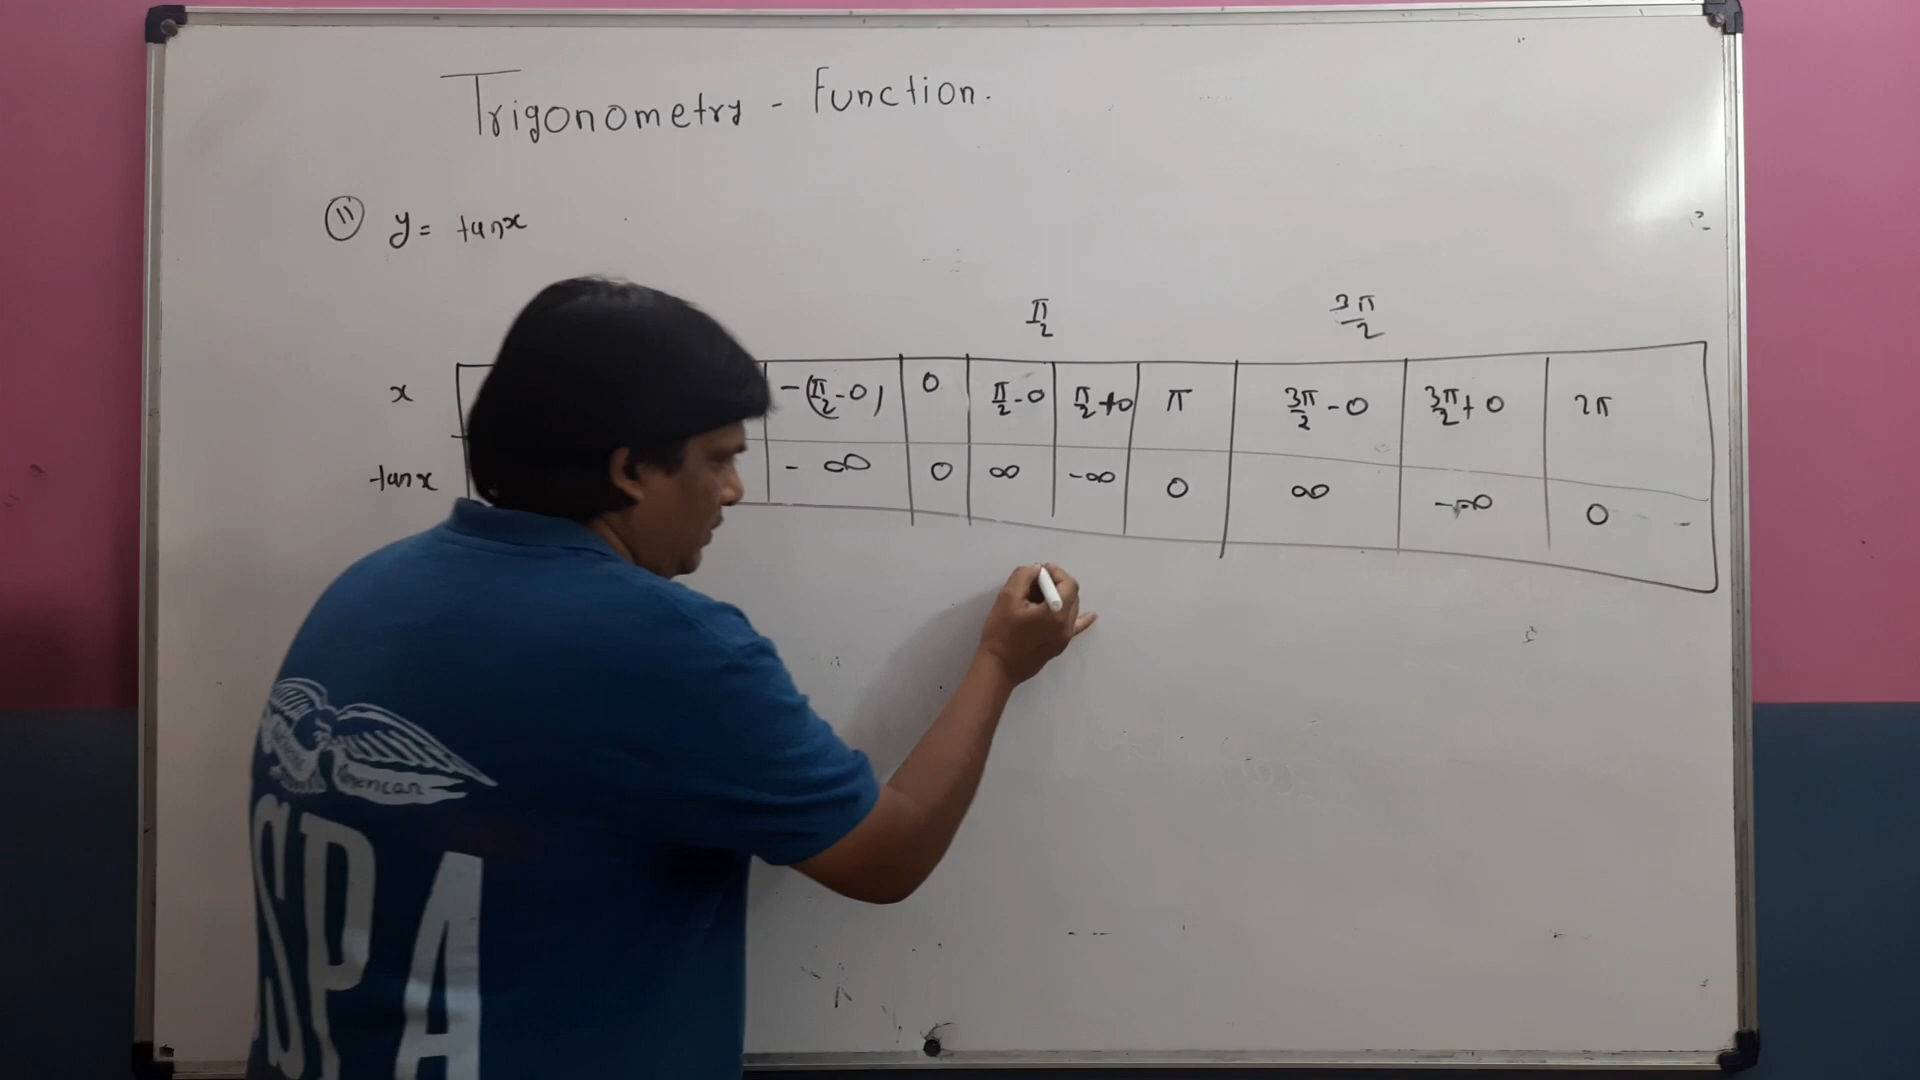 Trigonometry - Function.
(11) y = tanx
π/2 3π/2
x -(π/2-0) 0 π/2-0 π/2+0 π 3π/2-0 3π/2+0 2π
tanx -∞ 0 ∞ -∞ 0 ∞ -∞ 0
American
SPA